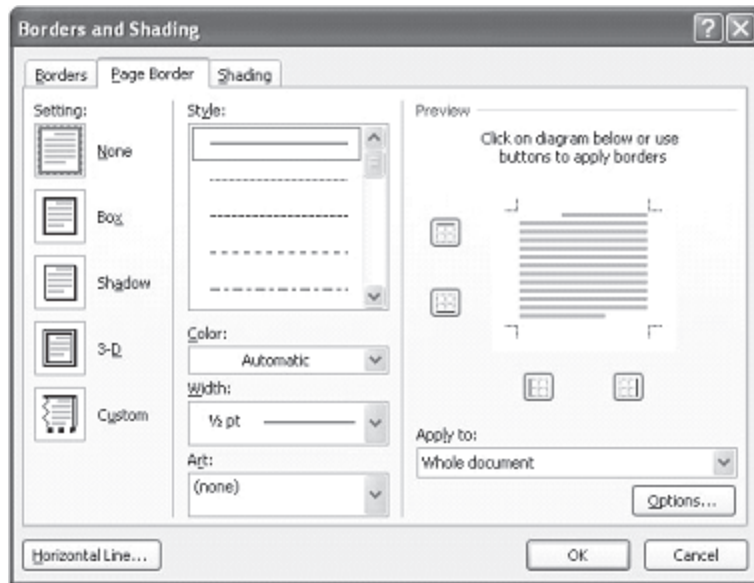 Borders and Shading
Borders
Page Border
Shading
Setting:
None
Box
Shadow
3-D
Custom
Style:
Color:
Automatic
Width:
½ pt
Art:
(none)
Preview
Click on diagram below or use
buttons to apply borders
Apply to:
Whole document
Options...
Horizontal Line...
OK
Cancel